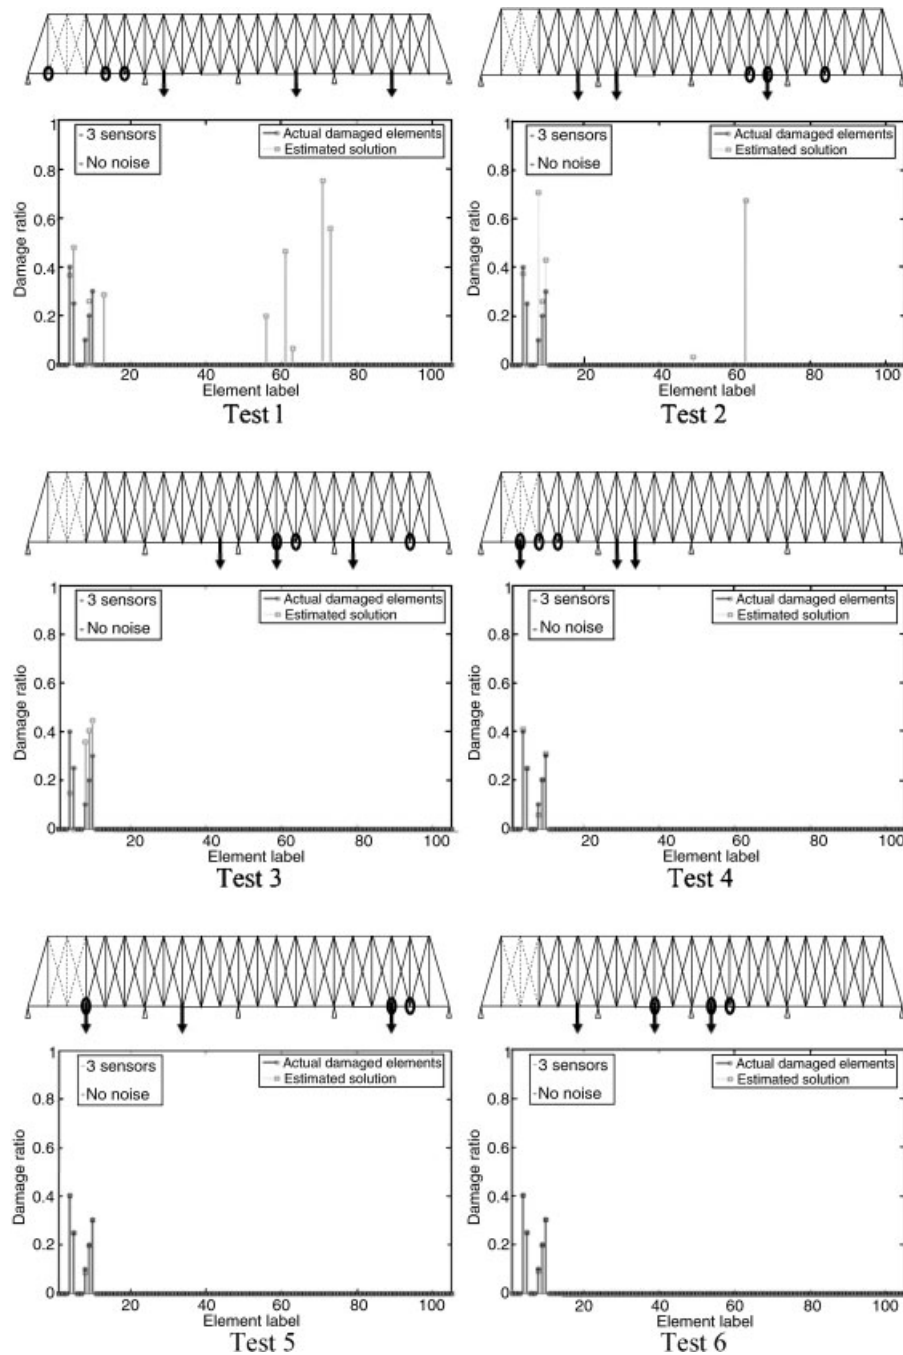 1
- 3 sensors
- No noise
Actual damaged elements
Estimated solution
0.8
0.6
0.4
0.2
0
Damage ratio
20 40 60 80 100
Element label
Test 1
1
- 3 sensors
- No noise
Actual damaged elements
Estimated solution
0.8
0.6
0.4
0.2
0
Damage ratio
20 40 60 80 100
Element label
Test 2
1
- 3 sensors
- No noise
Actual damaged elements
Estimated solution
0.8
0.6
0.4
0.2
0
Damage ratio
20 40 60 80 100
Element label
Test 3
1
- 3 sensors
- No noise
Actual damaged elements
Estimated solution
0.8
0.6
0.4
0.2
0
Damage ratio
20 40 60 80 100
Element label
Test 4
1
- 3 sensors
- No noise
Actual damaged elements
Estimated solution
0.8
0.6
0.4
0.2
0
Damage ratio
20 40 60 80 100
Element label
Test 5
1
- 3 sensors
- No noise
Actual damaged elements
Estimated solution
0.8
0.6
0.4
0.2
0
Damage ratio
20 40 60 80 100
Element label
Test 6